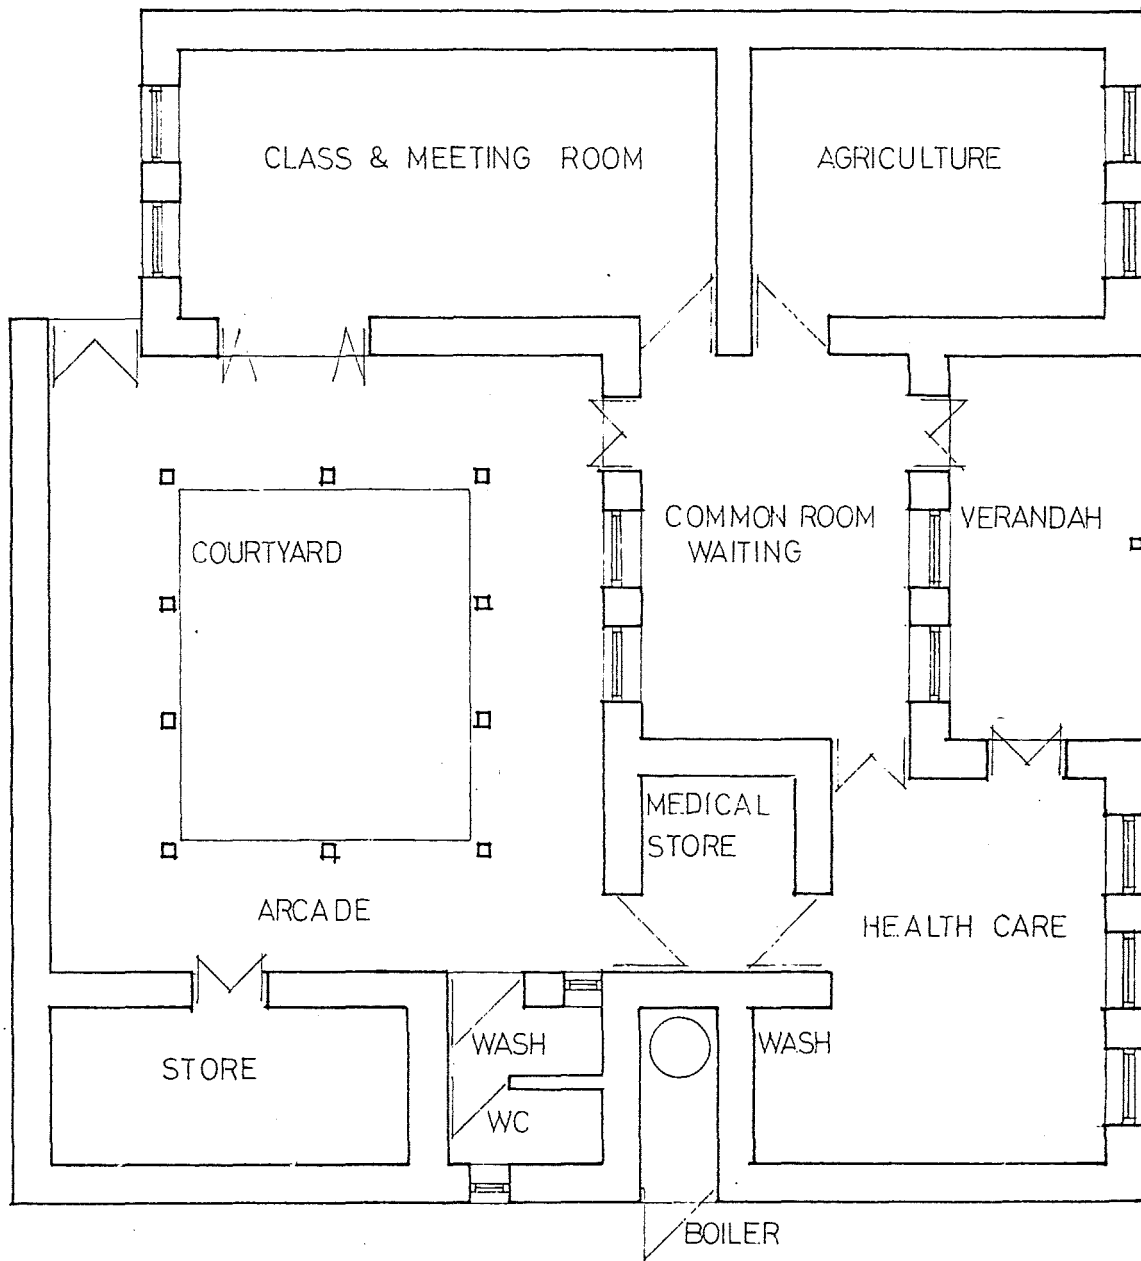 CLASS & MEETING ROOM
AGRICULTURE
COURTYARD
COMMON ROOM
WAITING
VERANDAH
MEDICAL
STORE
ARCADE
HEALTH CARE
STORE
WASH
WC
WASH
BOILER